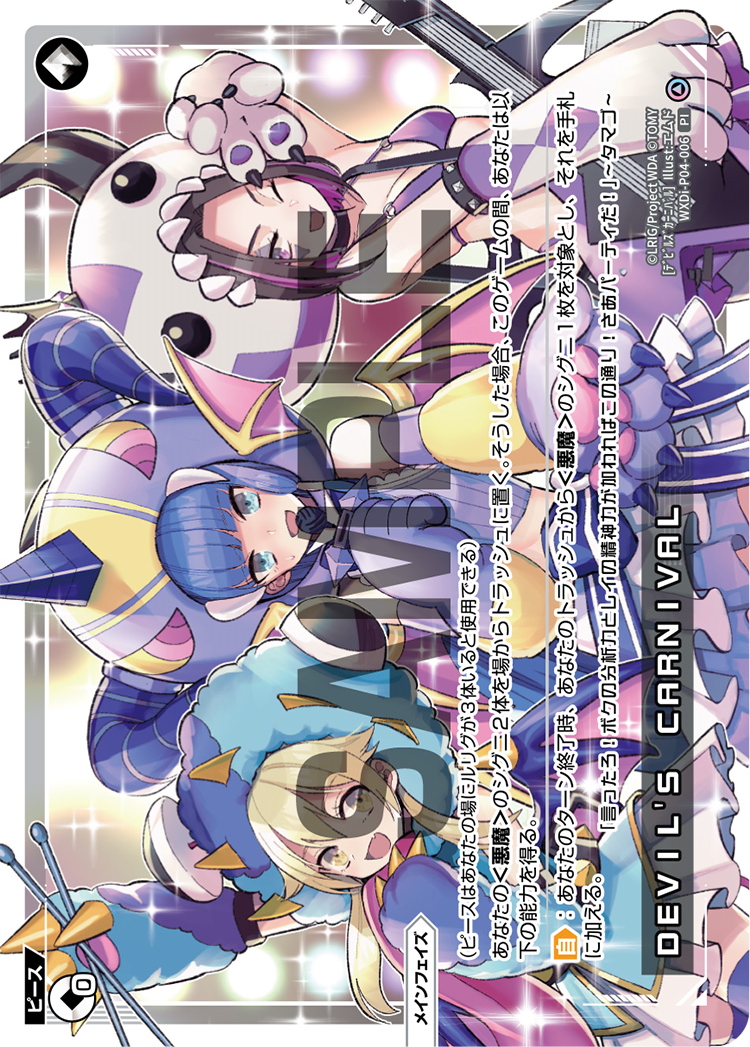 ピース
0
メインフェイズ
SAMPLE
(ピースはあなたの場にルリグが3体いると使用できる)
あなたの<悪魔>のシグニ2体を場からトラッシュに置く。そうした場合、このゲームの間、あなたは以
下の能力を得る。
自:あなたのターン終了時、あなたのトラッシュから<悪魔>のシグニ1枚を対象とし、それを手札
に加える。
「言ったろ!ボクの分析力とレイの精神力が加わればこの通り!さあパーティだ!」~タマゴ~
DEVIL'S CARNIVAL
©LRIG/Project WDA ©TOMY
[デビルズカーニバル] Illust:エムド
WXDi-P04-006 PI